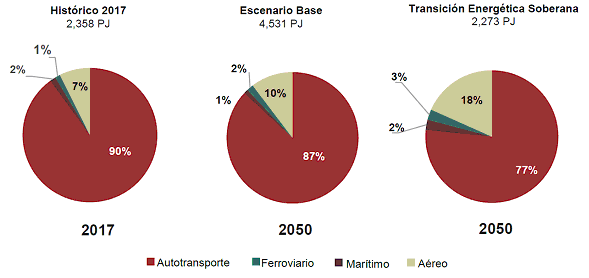 Histórico 2017
2,358 PJ
1%
2%
7%
90%
2017
Escenario Base
4,531 PJ
2%
1%
10%
87%
2050
Transición Energética Soberana
2,273 PJ
3%
2%
18%
77%
2050
Autotransporte Ferroviario Marítimo Aéreo